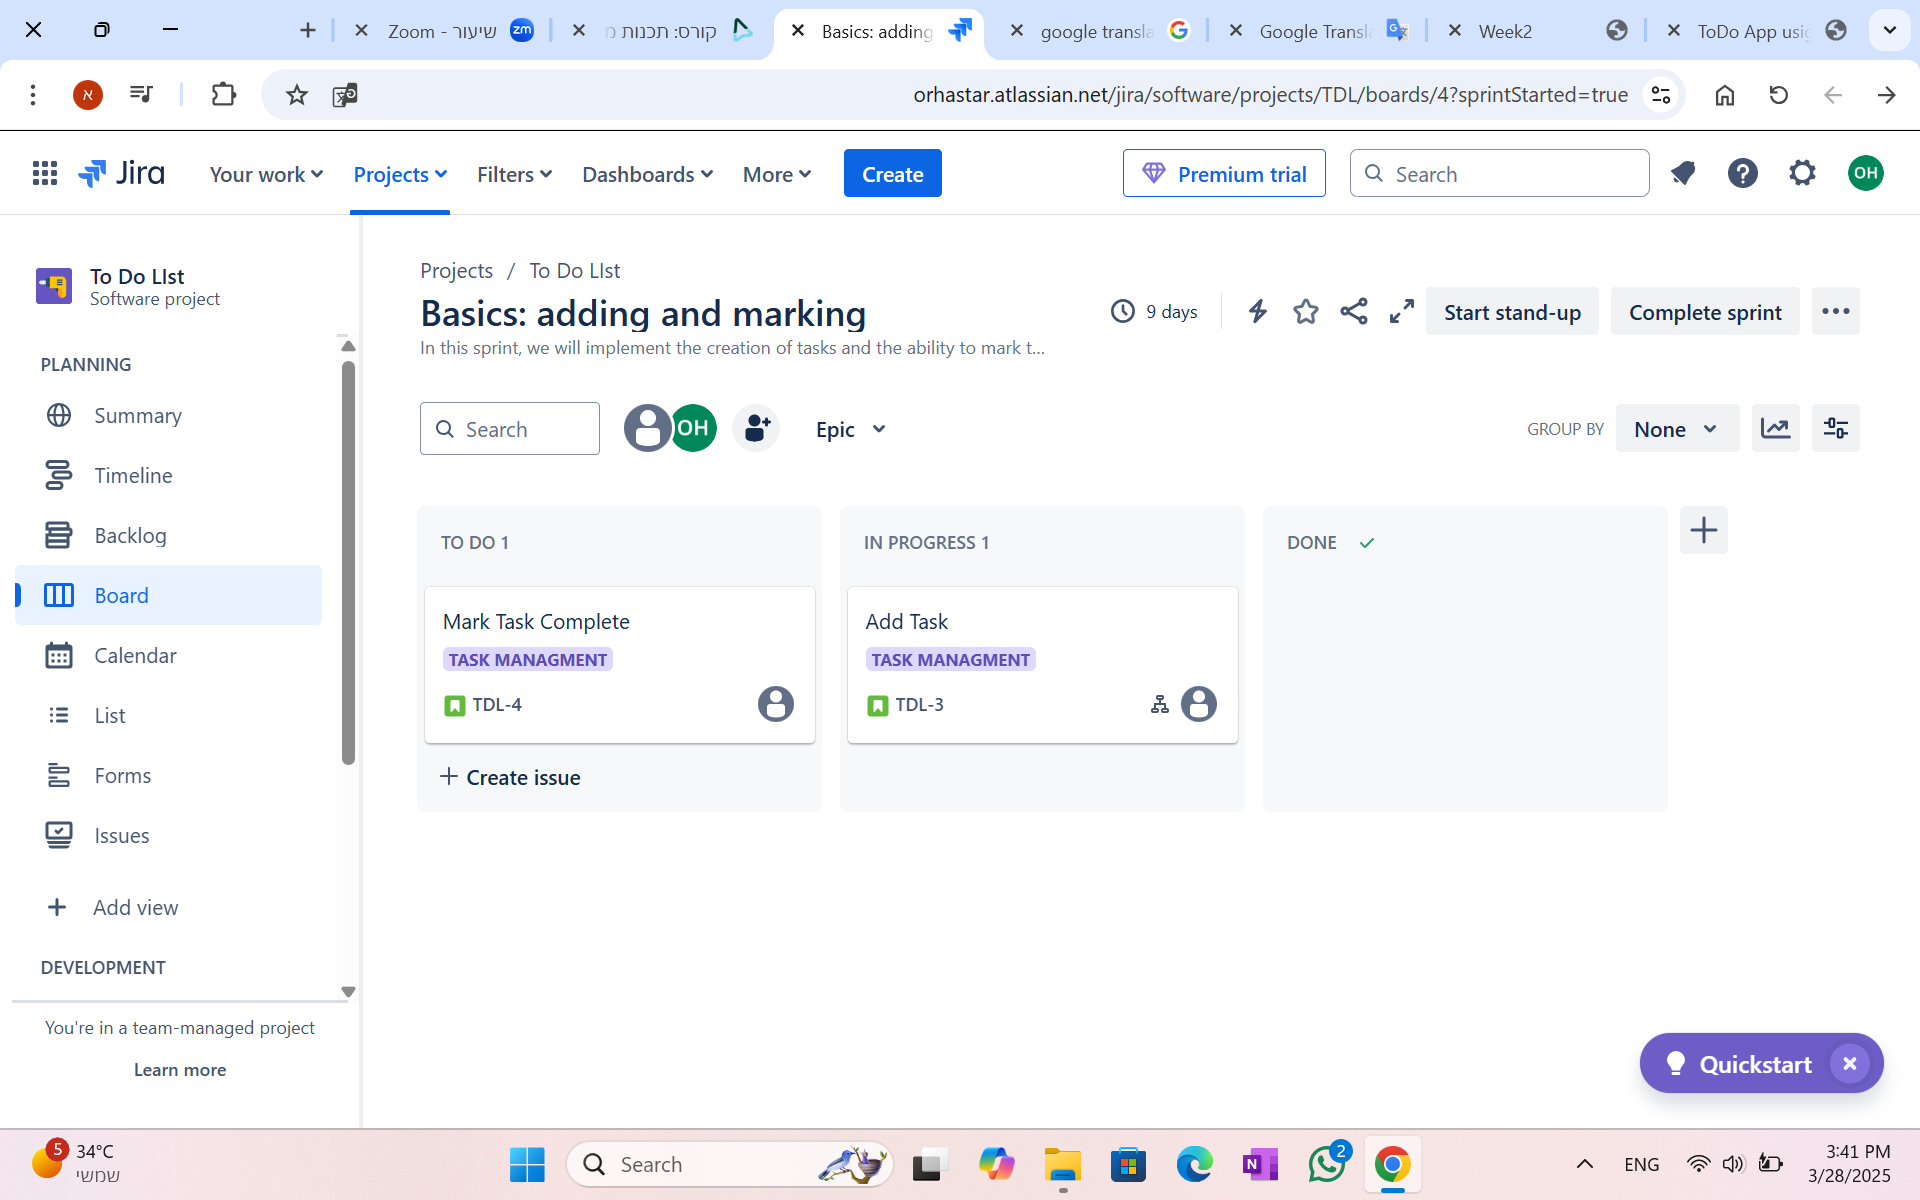 Zoom - שיעור
קורס: תכנות מ
Basics: adding
google transla
Google Transl
Week2
ToDo App usi
א
orhastar.atlassian.net/jira/software/projects/TDL/boards/4?sprintStarted=true
Jira
Your work
Projects
Filters
Dashboards
More
Create
Premium trial
Search
OH
To Do LIst
Software project
PLANNING
Summary
Timeline
Backlog
Board
Calendar
List
Forms
Issues
Add view
DEVELOPMENT
You're in a team-managed project
Learn more
Projects / To Do LIst
Basics: adding and marking
In this sprint, we will implement the creation of tasks and the ability to mark t...
9 days
Start stand-up
Complete sprint
Search
OH
Epic
GROUP BY
None
TO DO 1
Mark Task Complete
TASK MANAGMENT
TDL-4
Create issue
IN PROGRESS 1
Add Task
TASK MANAGMENT
TDL-3
DONE
Quickstart
5
34°C
שמשי
Search
2
ENG
3:41 PM
3/28/2025